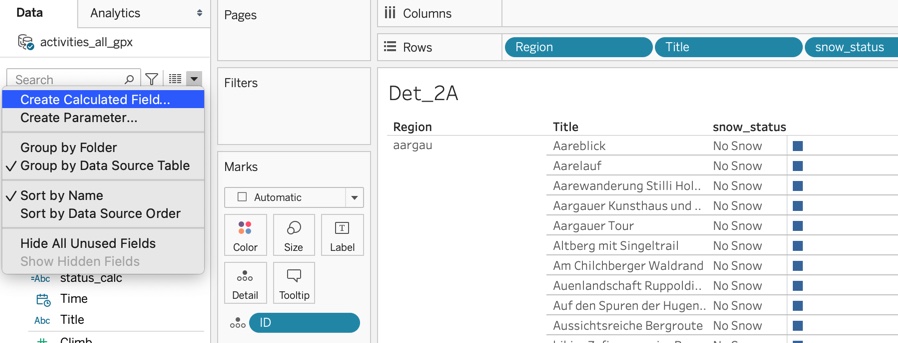 Data
Analytics
activities_all_gpx
Search
Create Calculated Field...
Create Parameter...
Group by Folder
Group by Data Source Table
Sort by Name
Sort by Data Source Order
Hide All Unused Fields
Show Hidden Fields
=Abc status_calc
Time
Abc Title
Climb
Pages
Filters
Marks
Automatic
Color Size Label
Detail Tooltip
ID
Columns
Rows Region Title snow_status
Det_2A
Region Title snow_status
aargau Aareblick No Snow
Aarelauf No Snow
Aarewanderung Stilli Hol.. No Snow
Aargauer Kunsthaus und .. No Snow
Aargauer Tour No Snow
Altberg mit Singeltrail No Snow
Am Chilchberger Waldrand No Snow
Auenlandschaft Ruppoldi.. No Snow
Auf den Spuren der Hugen.. No Snow
Aussichtsreiche Bergroute No Snow